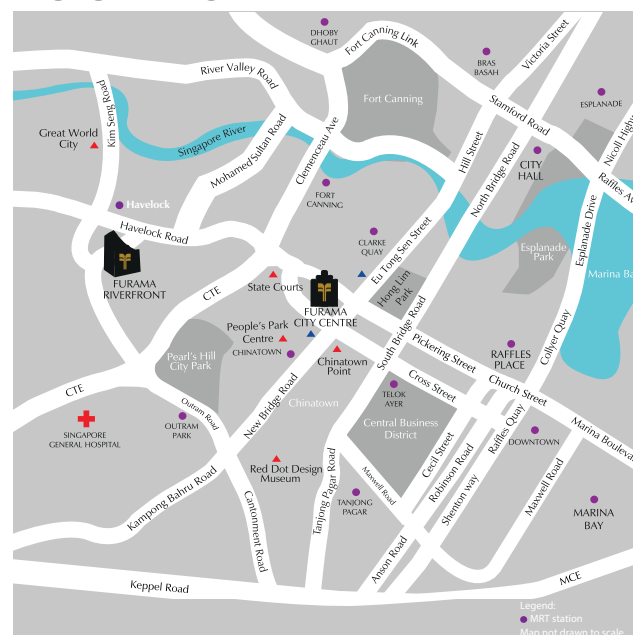 DHOBY
GHAUT
Fort Canning Link
Victoria Street
BRAS
BASAH
River Valley Road
Kim Seng Road
Fort Canning
ESPLANADE
Stamford Road
Great World
City
Singapore River
Mohamed Sultan Road
Clemenceau Ave
Hill Street
North Bridge Road
CITY
HALL
Nicoll Highw
Raffles Av
Havelock
FORT
CANNING
Havelock Road
CLARKE
QUAY
Eu Tong Sen Street
Esplanade Drive
Esplanade
Park
Marina Ba
FURAMA
RIVERFRONT
CTE
State Courts
Hong Lim
Park
FURAMA
CITY CENTRE
South Bridge Road
Collyer Quay
People's Park
Centre
CHINATOWN
Pickering Street
RAFFLES
PLACE
Pearl's Hill
City Park
Chinatown
Point
Cross Street
Church Street
CTE
Outram Road
New Bridge Road
Chinatown
TELOK
AYER
Central Business
District
Raffles Quay
Marina Bouleva
SINGAPORE
GENERAL HOSPITAL
OUTRAM
PARK
DOWNTOWN
Cecil Street
Robinson Road
Shenton way
Maxwell Road
Red Dot Design
Museum
Tanjong Pagar Road
Maxwell Road
Kampong Bahru Road
Cantonment Road
TANJONG
PAGAR
MARINA
BAY
Anson Road
Keppel Road
MCE
Legend:
MRT station
Map not drawn to scale